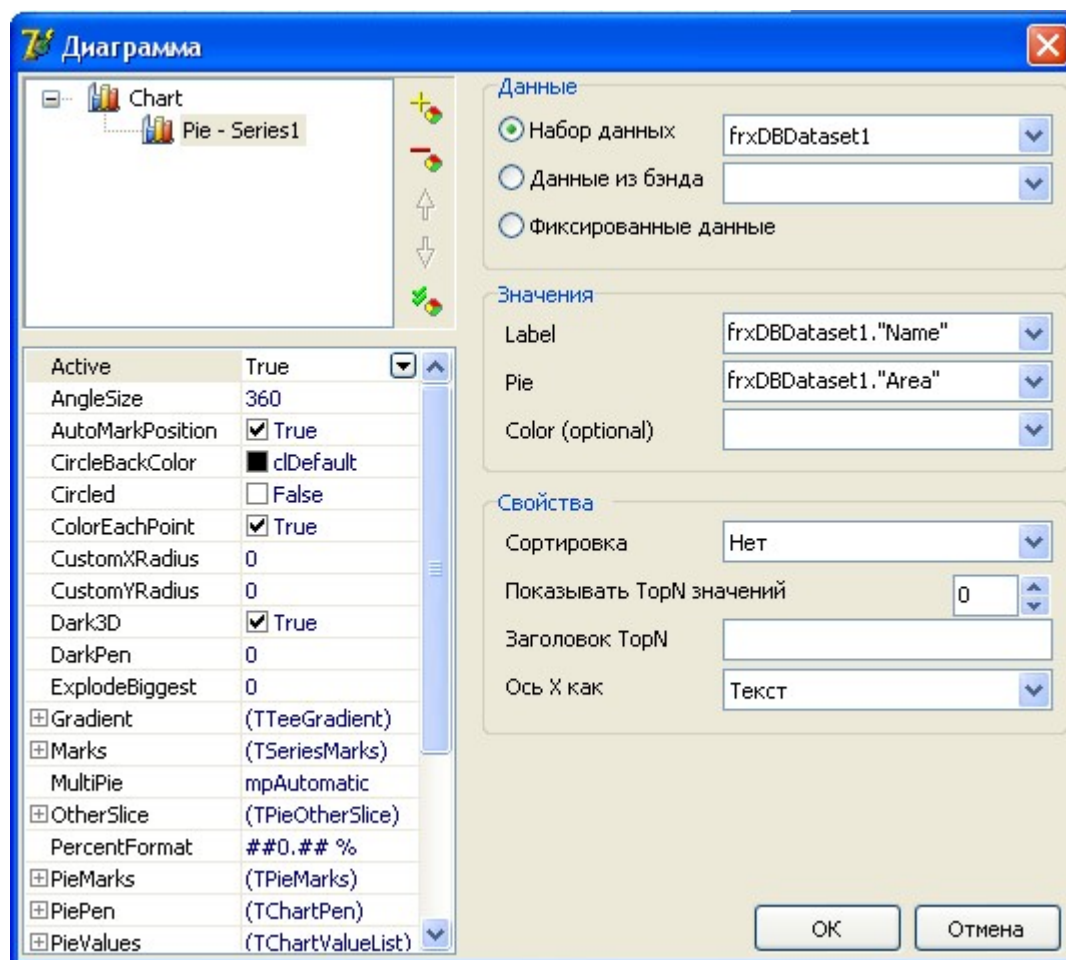 Диаграмма
Chart
Pie - Series1
Active True
AngleSize 360
AutoMarkPosition True
CircleBackColor clDefault
Circled False
ColorEachPoint True
CustomXRadius 0
CustomYRadius 0
Dark3D True
DarkPen 0
ExplodeBiggest 0
Gradient (TTeeGradient)
Marks (TSeriesMarks)
MultiPie mpAutomatic
OtherSlice (TPieOtherSlice)
PercentFormat ##0.## %
PieMarks (TPieMarks)
PiePen (TChartPen)
PieValues (TChartValueList)
Данные
Набор данных frxDBDataset1
Данные из бэнда
Фиксированные данные
Значения
Label frxDBDataset1."Name"
Pie frxDBDataset1."Area"
Color (optional)
Свойства
Сортировка Нет
Показывать TopN значений 0
Заголовок TopN
Ось X как Текст
ОК Отмена